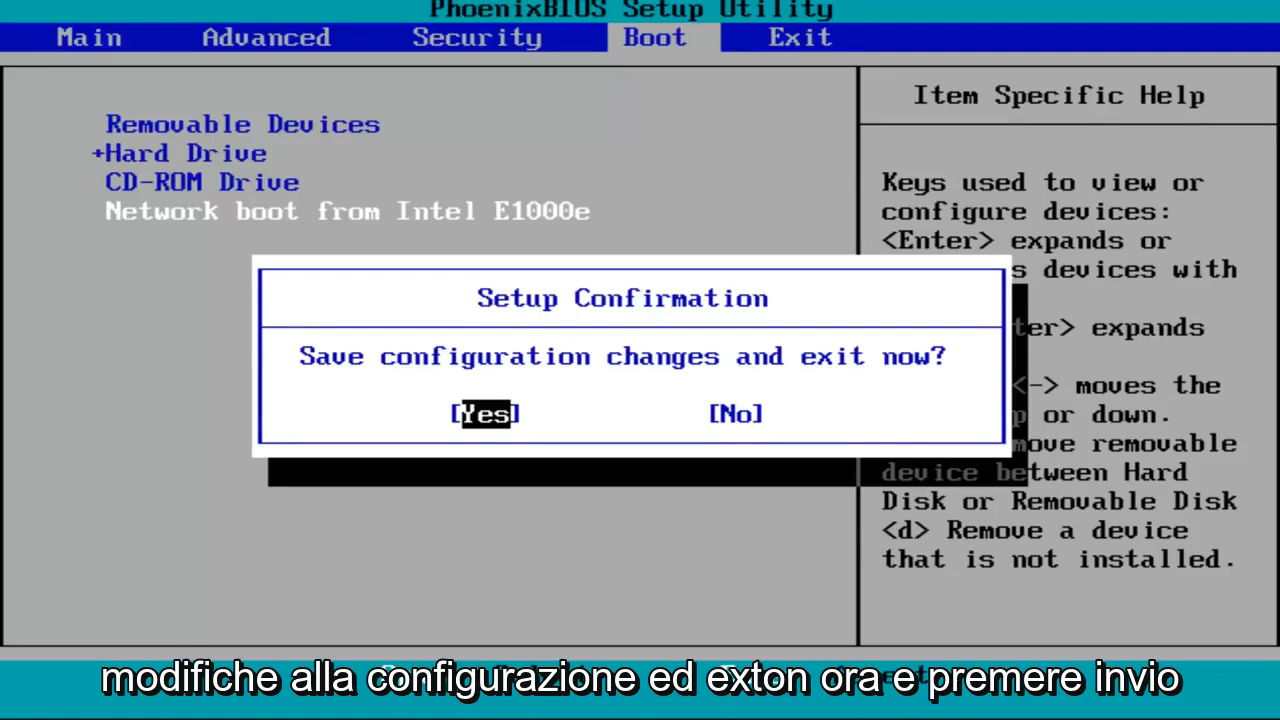 PhoenixBIOS Setup Utility
Main Advanced Security Boot Exit
Removable Devices
+Hard Drive
CD-ROM Drive
Network boot from Intel E1000e
Setup Confirmation
Save configuration changes and exit now?
[Yes] [No]
Item Specific Help
Keys used to view or
configure devices:
<Enter> expands or
s devices with
ter> expands
<-> moves the
p or down.
move removable
device between Hard
Disk or Removable Disk
<d> Remove a device
that is not installed.
modifiche alla configurazione ed exton ora e premere invio